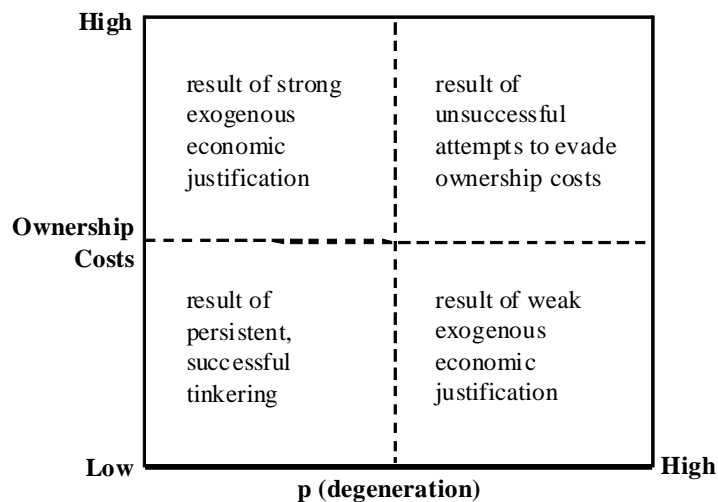 High
result of strong
exogenous
economic
justification
result of
unsuccessful
attempts to evade
ownership costs
Ownership
Costs
result of
persistent,
successful
tinkering
result of weak
exogenous
economic
justification
Low
High
p (degeneration)